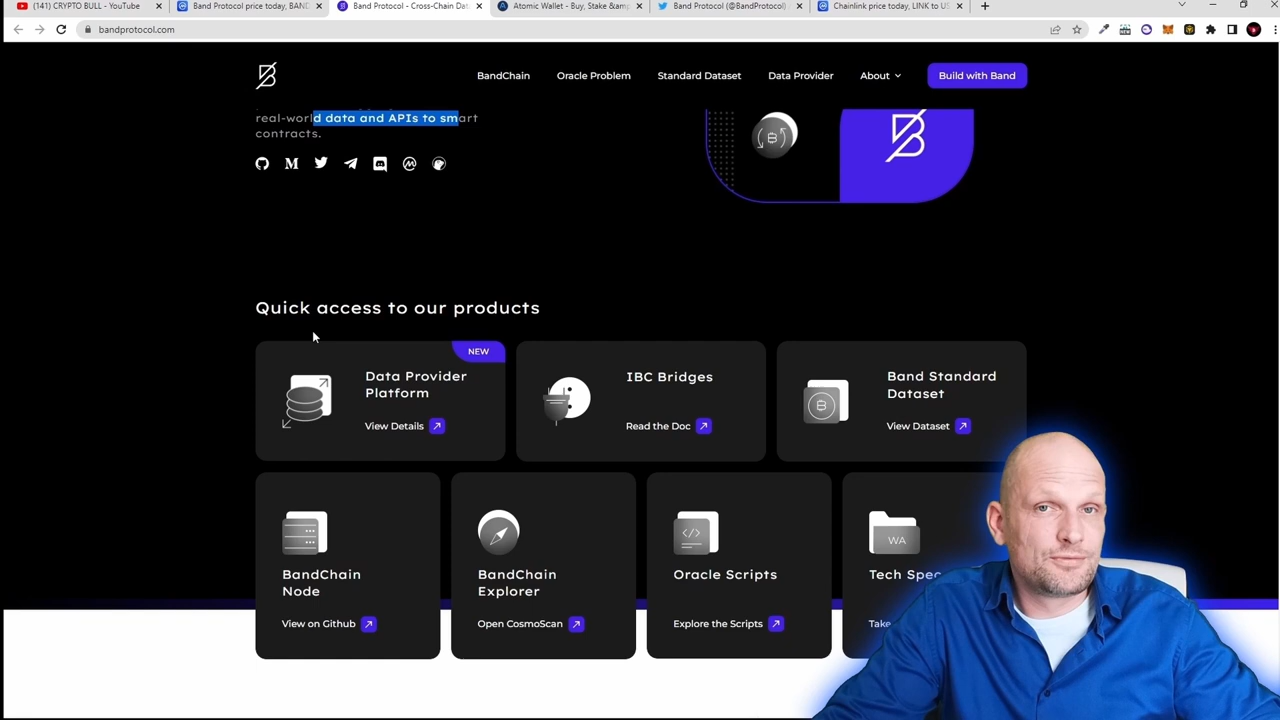 (141) CRYPTO BULL - YouTube
Band Protocol price today, BAND
Band Protocol - Cross-Chain Dat
Atomic Wallet - Buy, Stake &amp
Band Protocol (@BandProtocol)
Chainlink price today, LINK to US
bandprotocol.com
BandChain
Oracle Problem
Standard Dataset
Data Provider
About
Build with Band
real-world data and APIs to smart
contracts.
Quick access to our products
NEW
Data Provider
Platform
View Details
IBC Bridges
Read the Doc
Band Standard
Dataset
View Dataset
BandChain
Node
View on Github
BandChain
Explorer
Open CosmoScan
Oracle Scripts
Explore the Scripts
WA
Tech Spec
Take